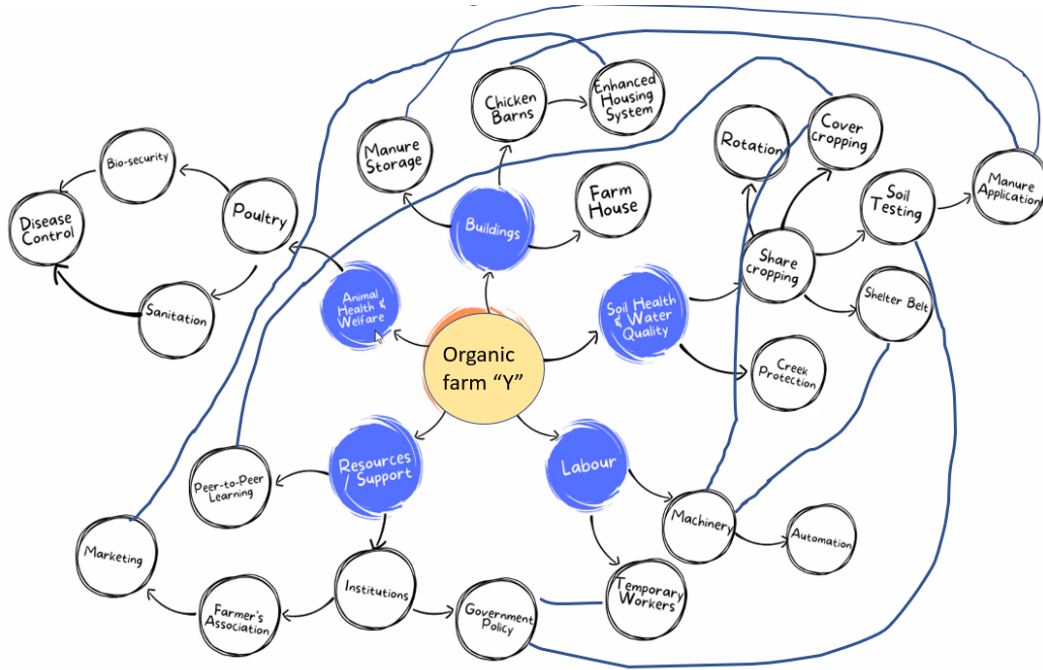 Chicken
Barns
Enhanced
Housing
System
Manure
Storage
Farm
House
Buildings
Rotation
Cover
cropping
Soil
Testing
Manure
Application
Share
cropping
Shelter Belt
Creek
Protection
Soil Health
& Water
Quality
Bio-security
Poultry
Disease
Control
Sanitation
Animal
Health &
Welfare
Organic
farm “Y”
Resources
Support
Peer-to-Peer
Learning
Marketing
Institutions
Farmer's
Association
Government
Policy
Labour
Machinery
Automation
Temporary
Workers